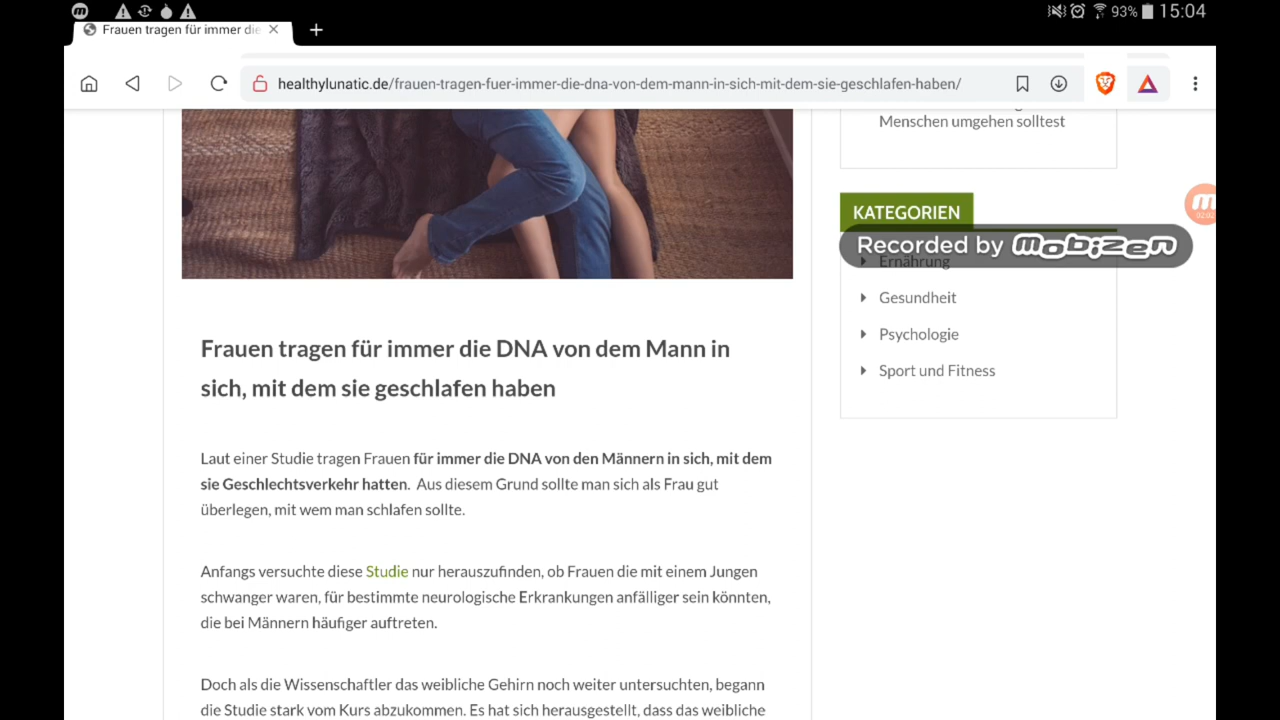 93% 15:04
Frauen tragen für immer die
healthylunatic.de/frauen-tragen-fuer-immer-die-dna-von-dem-mann-in-sich-mit-dem-sie-geschlafen-haben/
Menschen umgehen solltest
KATEGORIEN
02:02
Recorded by mobizen
Ernährung
Gesundheit
Psychologie
Sport und Fitness
Frauen tragen für immer die DNA von dem Mann in
sich, mit dem sie geschlafen haben
Laut einer Studie tragen Frauen für immer die DNA von den Männern in sich, mit dem
sie Geschlechtsverkehr hatten. Aus diesem Grund sollte man sich als Frau gut
überlegen, mit wem man schlafen sollte.
Anfangs versuchte diese Studie nur herauszufinden, ob Frauen die mit einem Jungen
schwanger waren, für bestimmte neurologische Erkrankungen anfälliger sein könnten,
die bei Männern häufiger auftreten.
Doch als die Wissenschaftler das weibliche Gehirn noch weiter untersuchten, begann
die Studie stark vom Kurs abzukommen. Es hat sich herausgestellt, dass das weibliche